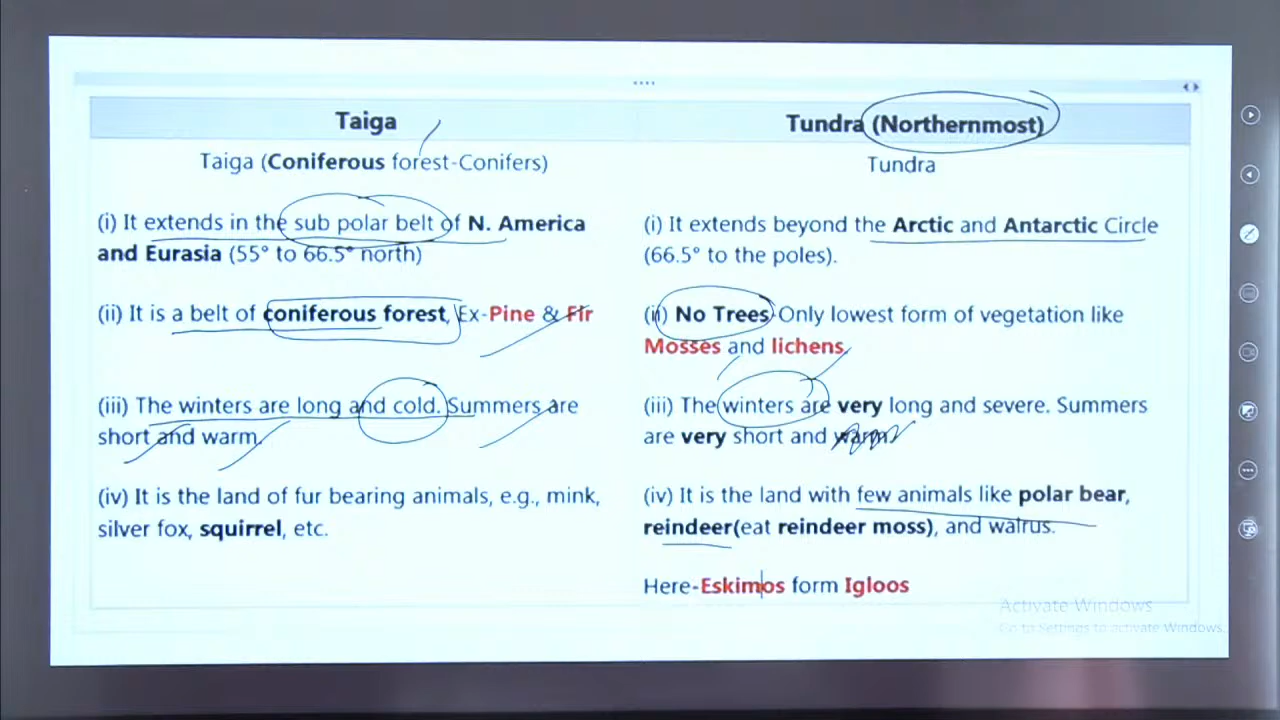 Taiga
Taiga (Coniferous forest-Conifers)
(i) It extends in the sub polar belt of N. America
and Eurasia (55° to 66.5° north)
(ii) It is a belt of coniferous forest, Ex-Pine & Fir
(iii) The winters are long and cold. Summers are
short and warm.
(iv) It is the land of fur bearing animals, e.g., mink,
silver fox, squirrel, etc.
Tundra (Northernmost)
Tundra
(i) It extends beyond the Arctic and Antarctic Circle
(66.5° to the poles).
(ii) No Trees-Only lowest form of vegetation like
Mosses and lichens.
(iii) The winters are very long and severe. Summers
are very short and warm.
(iv) It is the land with few animals like polar bear,
reindeer(eat reindeer moss), and walrus.
Here-Eskimos form Igloos
Activate Windows
Go to Settings to activate Windows.